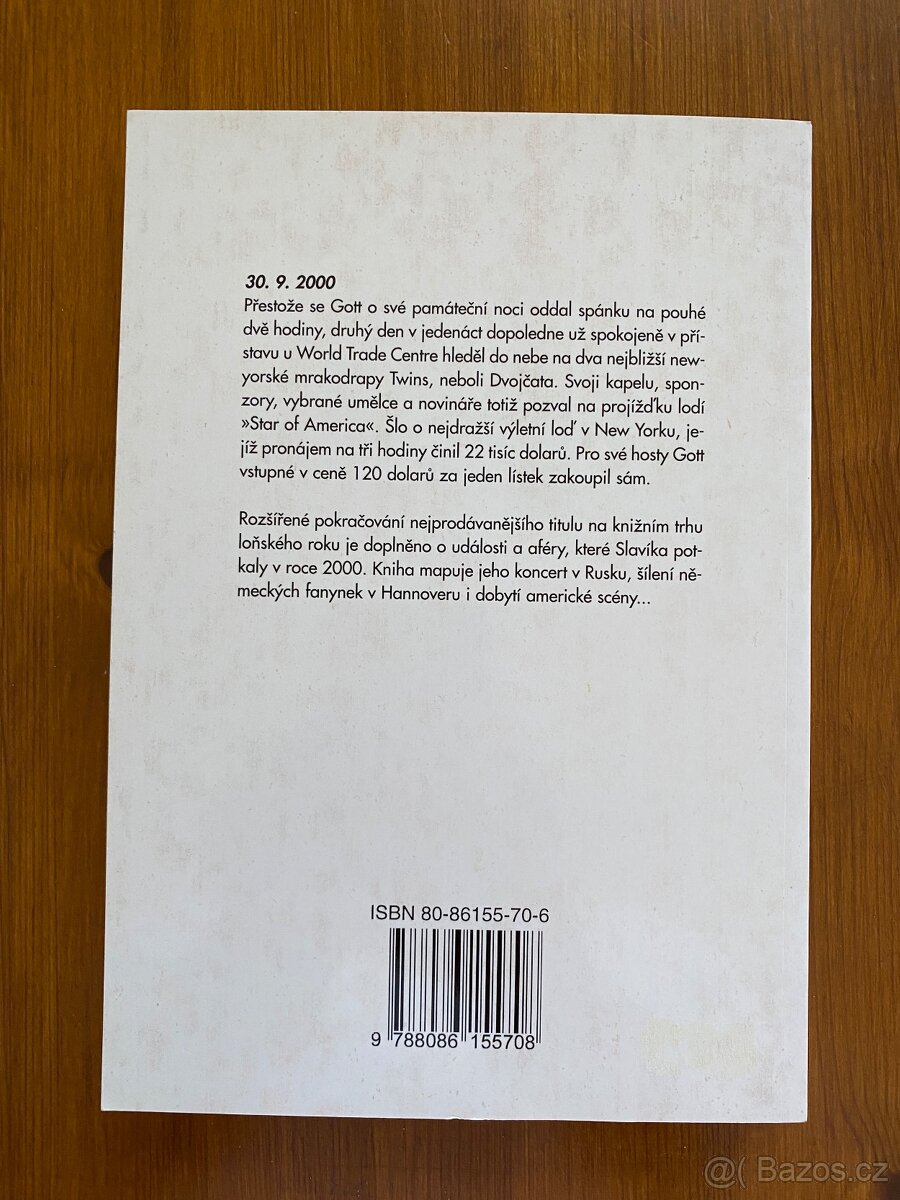 30. 9. 2000
Přestože se Gott o své památeční noci oddal spánku na pouhé
dvě hodiny, druhý den v jedenáct dopoledne už spokojeně v pří-
stavu u World Trade Centre hleděl do nebe na dva nejbližší new-
yorské mrakodrapy Twins, neboli Dvojčata. Svoji kapelu, spon-
zory, vybrané umělce a novináře totiž pozval na projížďku lodí
»Star of America«. Šlo o nejdražší výletní loď v New Yorku, je-
jíž pronájem na tři hodiny činil 22 tisíc dolarů. Pro své hosty Gott
vstupné v ceně 120 dolarů za jeden lístek zakoupil sám.
Rozšířené pokračování nejprodávanějšího titulu na knižním trhu
loňského roku je doplněno o události a aféry, které Slavíka pot-
kaly v roce 2000. Kniha mapuje jeho koncert v Rusku, šílení ně-
meckých fanynek v Hannoveru i dobytí americké scény...
ISBN 80-86155-70-6
9 788086 155708
@( Bazos.cz